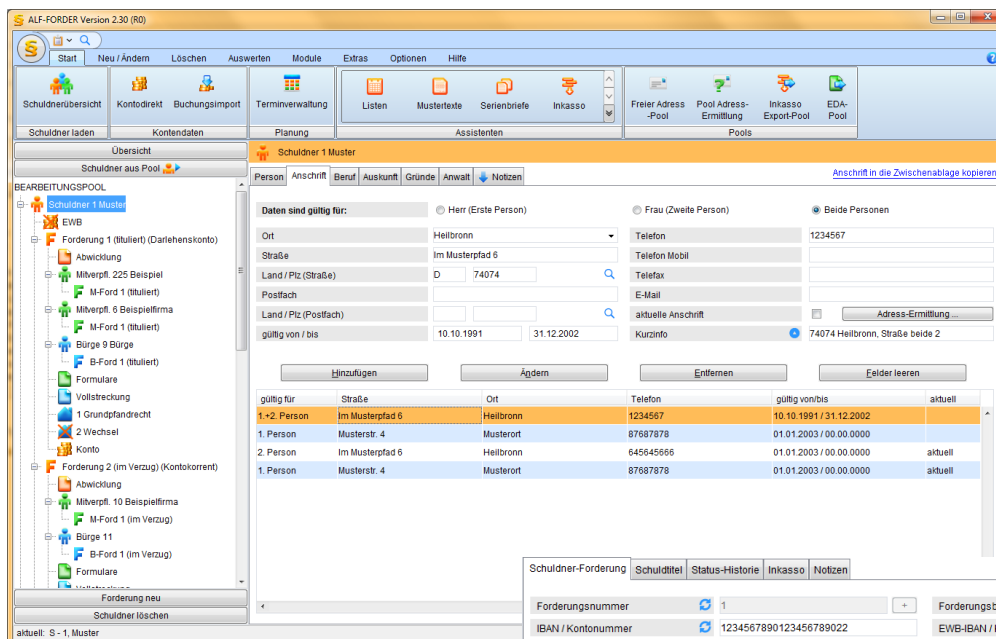 ALF-FORDER Version 2.30 (R0)
Start Neu / Ändern Löschen Auswerten Module Extras Optionen Hilfe
Schuldnerübersicht Kontodirekt Buchungsimport Terminverwaltung Listen Mustertexte Serienbriefe Inkasso Freier Adress -Pool Pool Adress- Ermittlung Inkasso Export-Pool EDA- Pool
Schuldner laden Kontendaten Planung Assistenten Pools
Übersicht
Schuldner aus Pool
BEARBEITUNGSPOOL
Schuldner 1 Muster
EWB
Forderung 1 (tituliert) (Darlehenskonto)
Abwicklung
Mitverpfl. 225 Beispiel
M-Ford 1 (tituliert)
Mitverpfl. 6 Beispielfirma
M-Ford 1 (tituliert)
Bürge 9 Bürge
B-Ford 1 (tituliert)
Formulare
Vollstreckung
1 Grundpfandrecht
2 Wechsel
Konto
Forderung 2 (im Verzug) (Kontokorrent)
Abwicklung
Mitverpfl. 10 Beispielfirma
M-Ford 1 (im Verzug)
Bürge 11
B-Ford 1 (im Verzug)
Formulare
Forderung neu
Schuldner löschen
aktuell: S - 1, Muster
Schuldner 1 Muster
Person Anschrift Beruf Auskunft Gründe Anwalt Notizen
Anschrift in die Zwischenablage kopieren
Daten sind gültig für: Herr (Erste Person) Frau (Zweite Person) Beide Personen
Ort Heilbronn Telefon 1234567
Straße Im Musterpfad 6 Telefon Mobil
Land / Plz (Straße) D 74074 Telefax
Postfach E-Mail
Land / Plz (Postfach) aktuelle Anschrift Adress-Ermittlung ...
gültig von / bis 10.10.1991 31.12.2002 Kurzinfo 74074 Heilbronn, Straße beide 2
Hinzufügen Ändern Entfernen Felder leeren
gültig für Straße Ort Telefon gültig von/bis aktuell
1.+2. Person Im Musterpfad 6 Heilbronn 1234567 10.10.1991 / 31.12.2002
1. Person Musterstr. 4 Musterort 87687878 01.01.2003 / 00.00.0000
2. Person Im Musterpfad 6 Heilbronn 645645666 01.01.2003 / 00.00.0000 aktuell
1. Person Musterstr. 4 Musterort 87687878 01.01.2003 / 00.00.0000 aktuell
Schuldner-Forderung Schuldtitel Status-Historie Inkasso Notizen
Forderungsnummer 1 +
IBAN / Kontonummer 1234567890123456789022 EWB-IBAN /